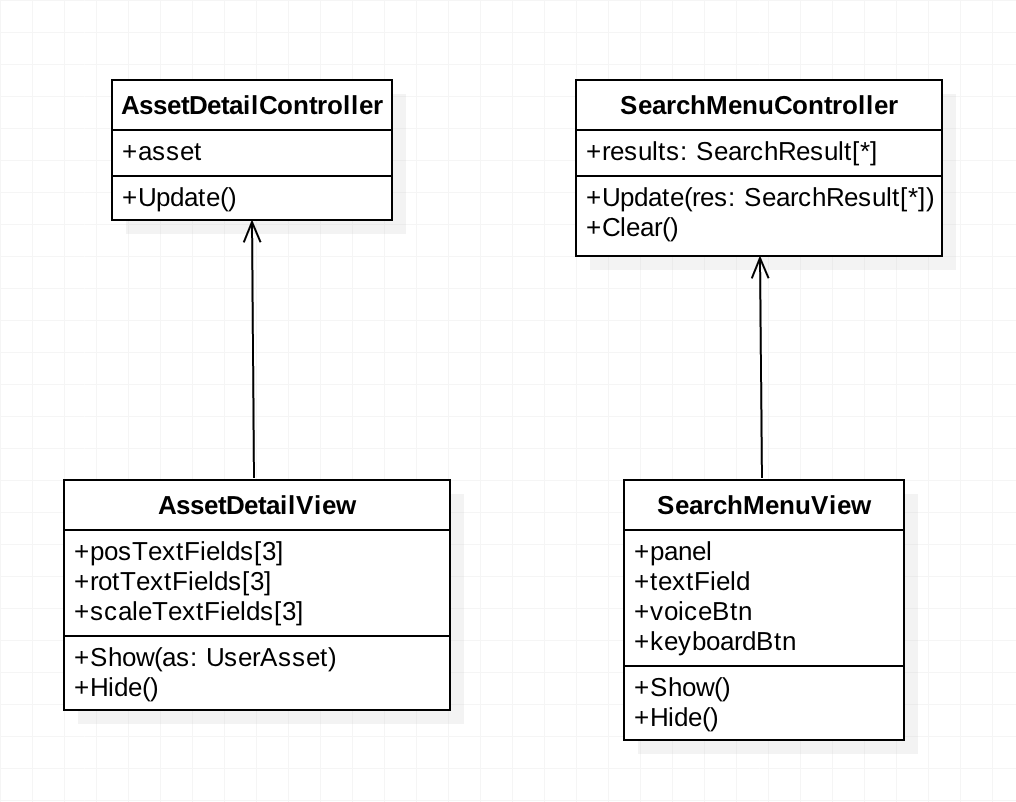 AssetDetailController
+asset
+Update()
SearchMenuController
+results: SearchResult[*]
+Update(res: SearchResult[*])
+Clear()
AssetDetailView
+posTextFields[3]
+rotTextFields[3]
+scaleTextFields[3]
+Show(as: UserAsset)
+Hide()
SearchMenuView
+panel
+textField
+voiceBtn
+keyboardBtn
+Show()
+Hide()